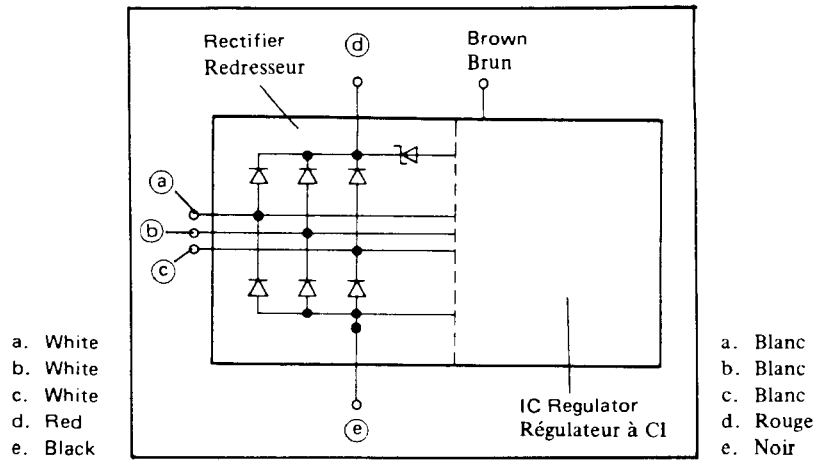 Rectifier
Redresseur
d
Brown
Brun
a
b
c
e
IC Regulator
Régulateur à CI
a. White
b. White
c. White
d. Red
e. Black
a. Blanc
b. Blanc
c. Blanc
d. Rouge
e. Noir